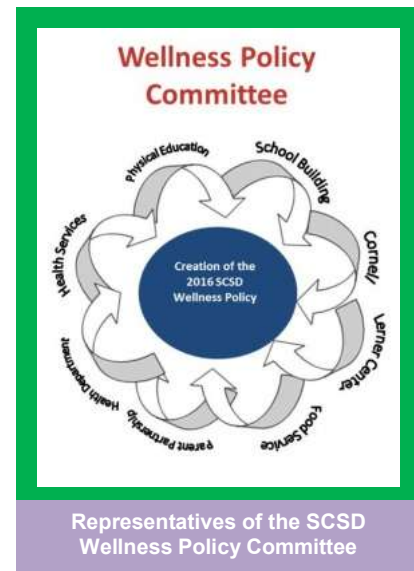 Wellness Policy
Committee
Physical Education
School Building
Cornell
Lerner Center
Food Service
Parent Partnership
Health Department
Health Services
Creation of the
2016 SCSD
Wellness Policy
Representatives of the SCSD
Wellness Policy Committee